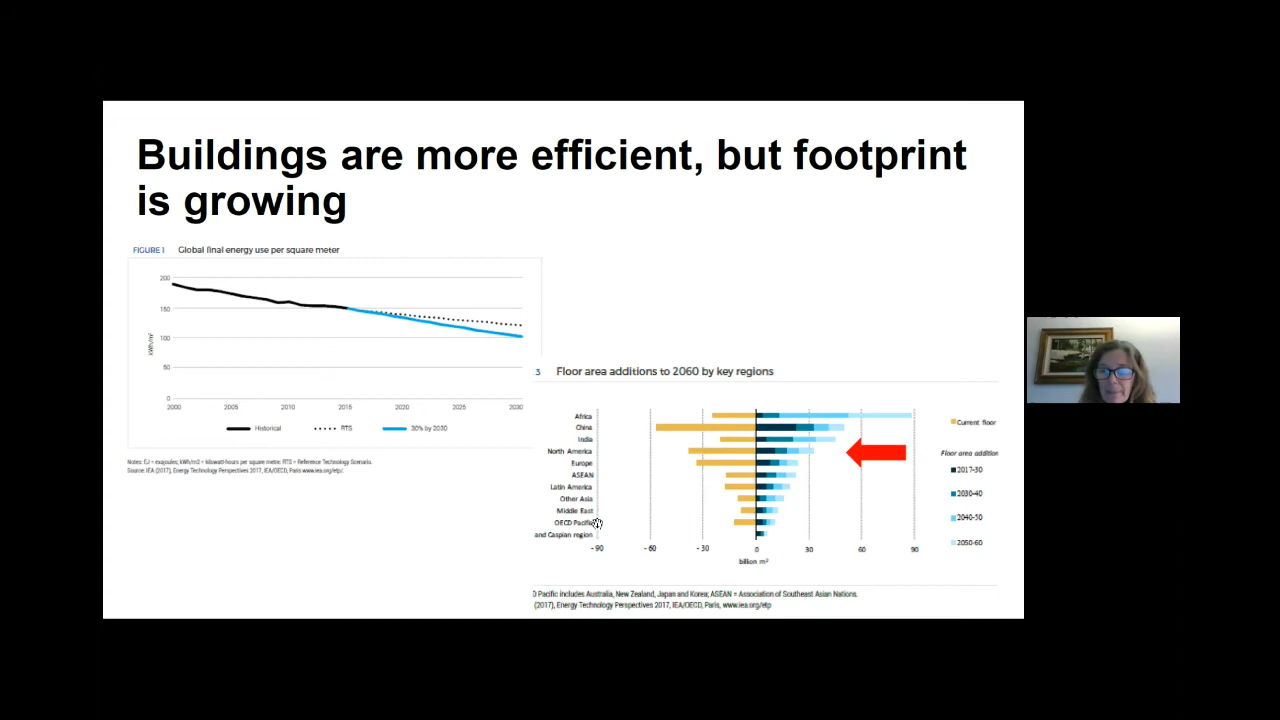 Buildings are more efficient, but footprint
is growing
FIGURE 1 Global final energy use per square meter
200
150
100
50
0
kWh/m²
2000 2005 2010 2015 2020 2025 2030
Historical RTS 30% by 2030
Notes: GJ = exajoules; kWh/m2 = kilowatt-hours per square meter; RTS = Reference Technology Scenario.
Source: IEA (2017), Energy Technology Perspectives 2017, IEA/OECD, Paris, www.iea.org/etp/.
3 Floor area additions to 2060 by key regions
Africa
China
India
North America
Europe
ASEAN
Latin America
Other Asia
Middle East
OECD Pacific
and Caspian region
- 90 - 60 - 30 0 30 60 90
billion m²
Current floor
Floor area addition
2017-30
2030-40
2040-50
2050-60
D Pacific includes Australia, New Zealand, Japan and Korea; ASEAN = Association of Southeast Asian Nations.
(2017), Energy Technology Perspectives 2017, IEA/OECD, Paris, www.iea.org/etp